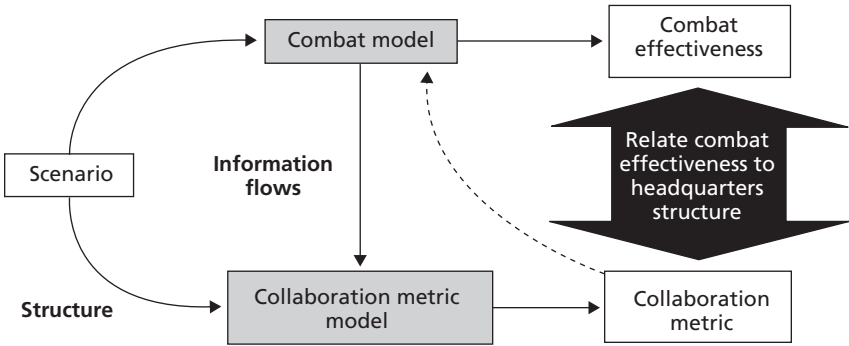 Combat model
Combat
effectiveness
Scenario
Information
flows
Relate combat
effectiveness to
headquarters
structure
Structure
Collaboration metric
model
Collaboration
metric